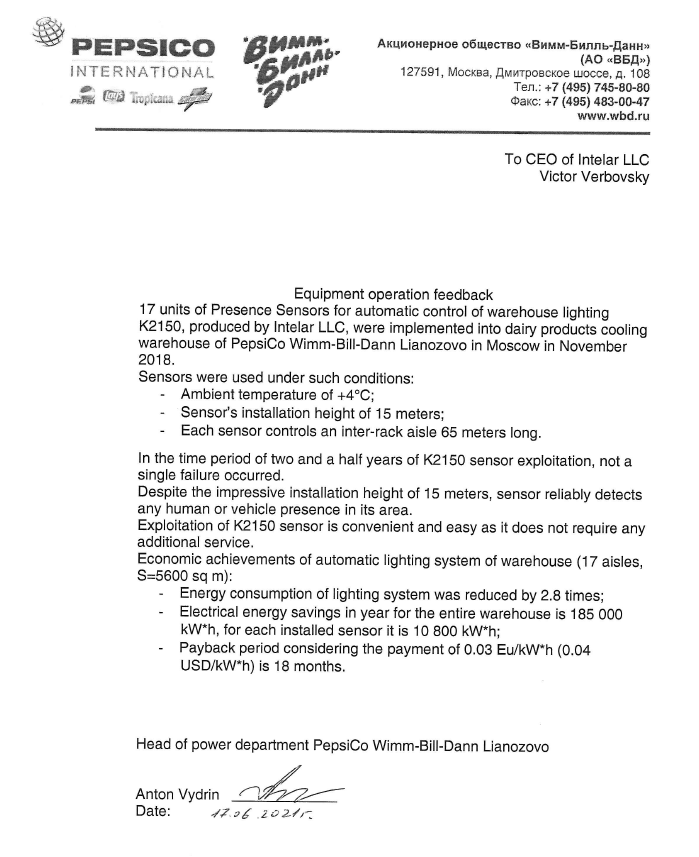 PEPSICO
INTERNATIONAL
PEPSI Tropicana
Вимм-
Билль-
Данн
Акционерное общество «Вимм-Билль-Данн»
(АО «ВБД»)
127591, Москва, Дмитровское шоссе, д. 108
Тел.: +7 (495) 745-80-80
Факс: +7 (495) 483-00-47
www.wbd.ru
To CEO of Intelar LLC
Victor Verbovsky
Equipment operation feedback
17 units of Presence Sensors for automatic control of warehouse lighting
K2150, produced by Intelar LLC, were implemented into dairy products cooling
warehouse of PepsiCo Wimm-Bill-Dann Lianozovo in Moscow in November
2018.
Sensors were used under such conditions:
- Ambient temperature of +4°C;
- Sensor's installation height of 15 meters;
- Each sensor controls an inter-rack aisle 65 meters long.
In the time period of two and a half years of K2150 sensor exploitation, not a
single failure occurred.
Despite the impressive installation height of 15 meters, sensor reliably detects
any human or vehicle presence in its area.
Exploitation of K2150 sensor is convenient and easy as it does not require any
additional service.
Economic achievements of automatic lighting system of warehouse (17 aisles,
S=5600 sq m):
- Energy consumption of lighting system was reduced by 2.8 times;
- Electrical energy savings in year for the entire warehouse is 185 000
kW*h, for each installed sensor it is 10 800 kW*h;
- Payback period considering the payment of 0.03 Eu/kW*h (0.04
USD/kW*h) is 18 months.
Head of power department PepsiCo Wimm-Bill-Dann Lianozovo
Anton Vydrin
Date: 17.06.2021г.